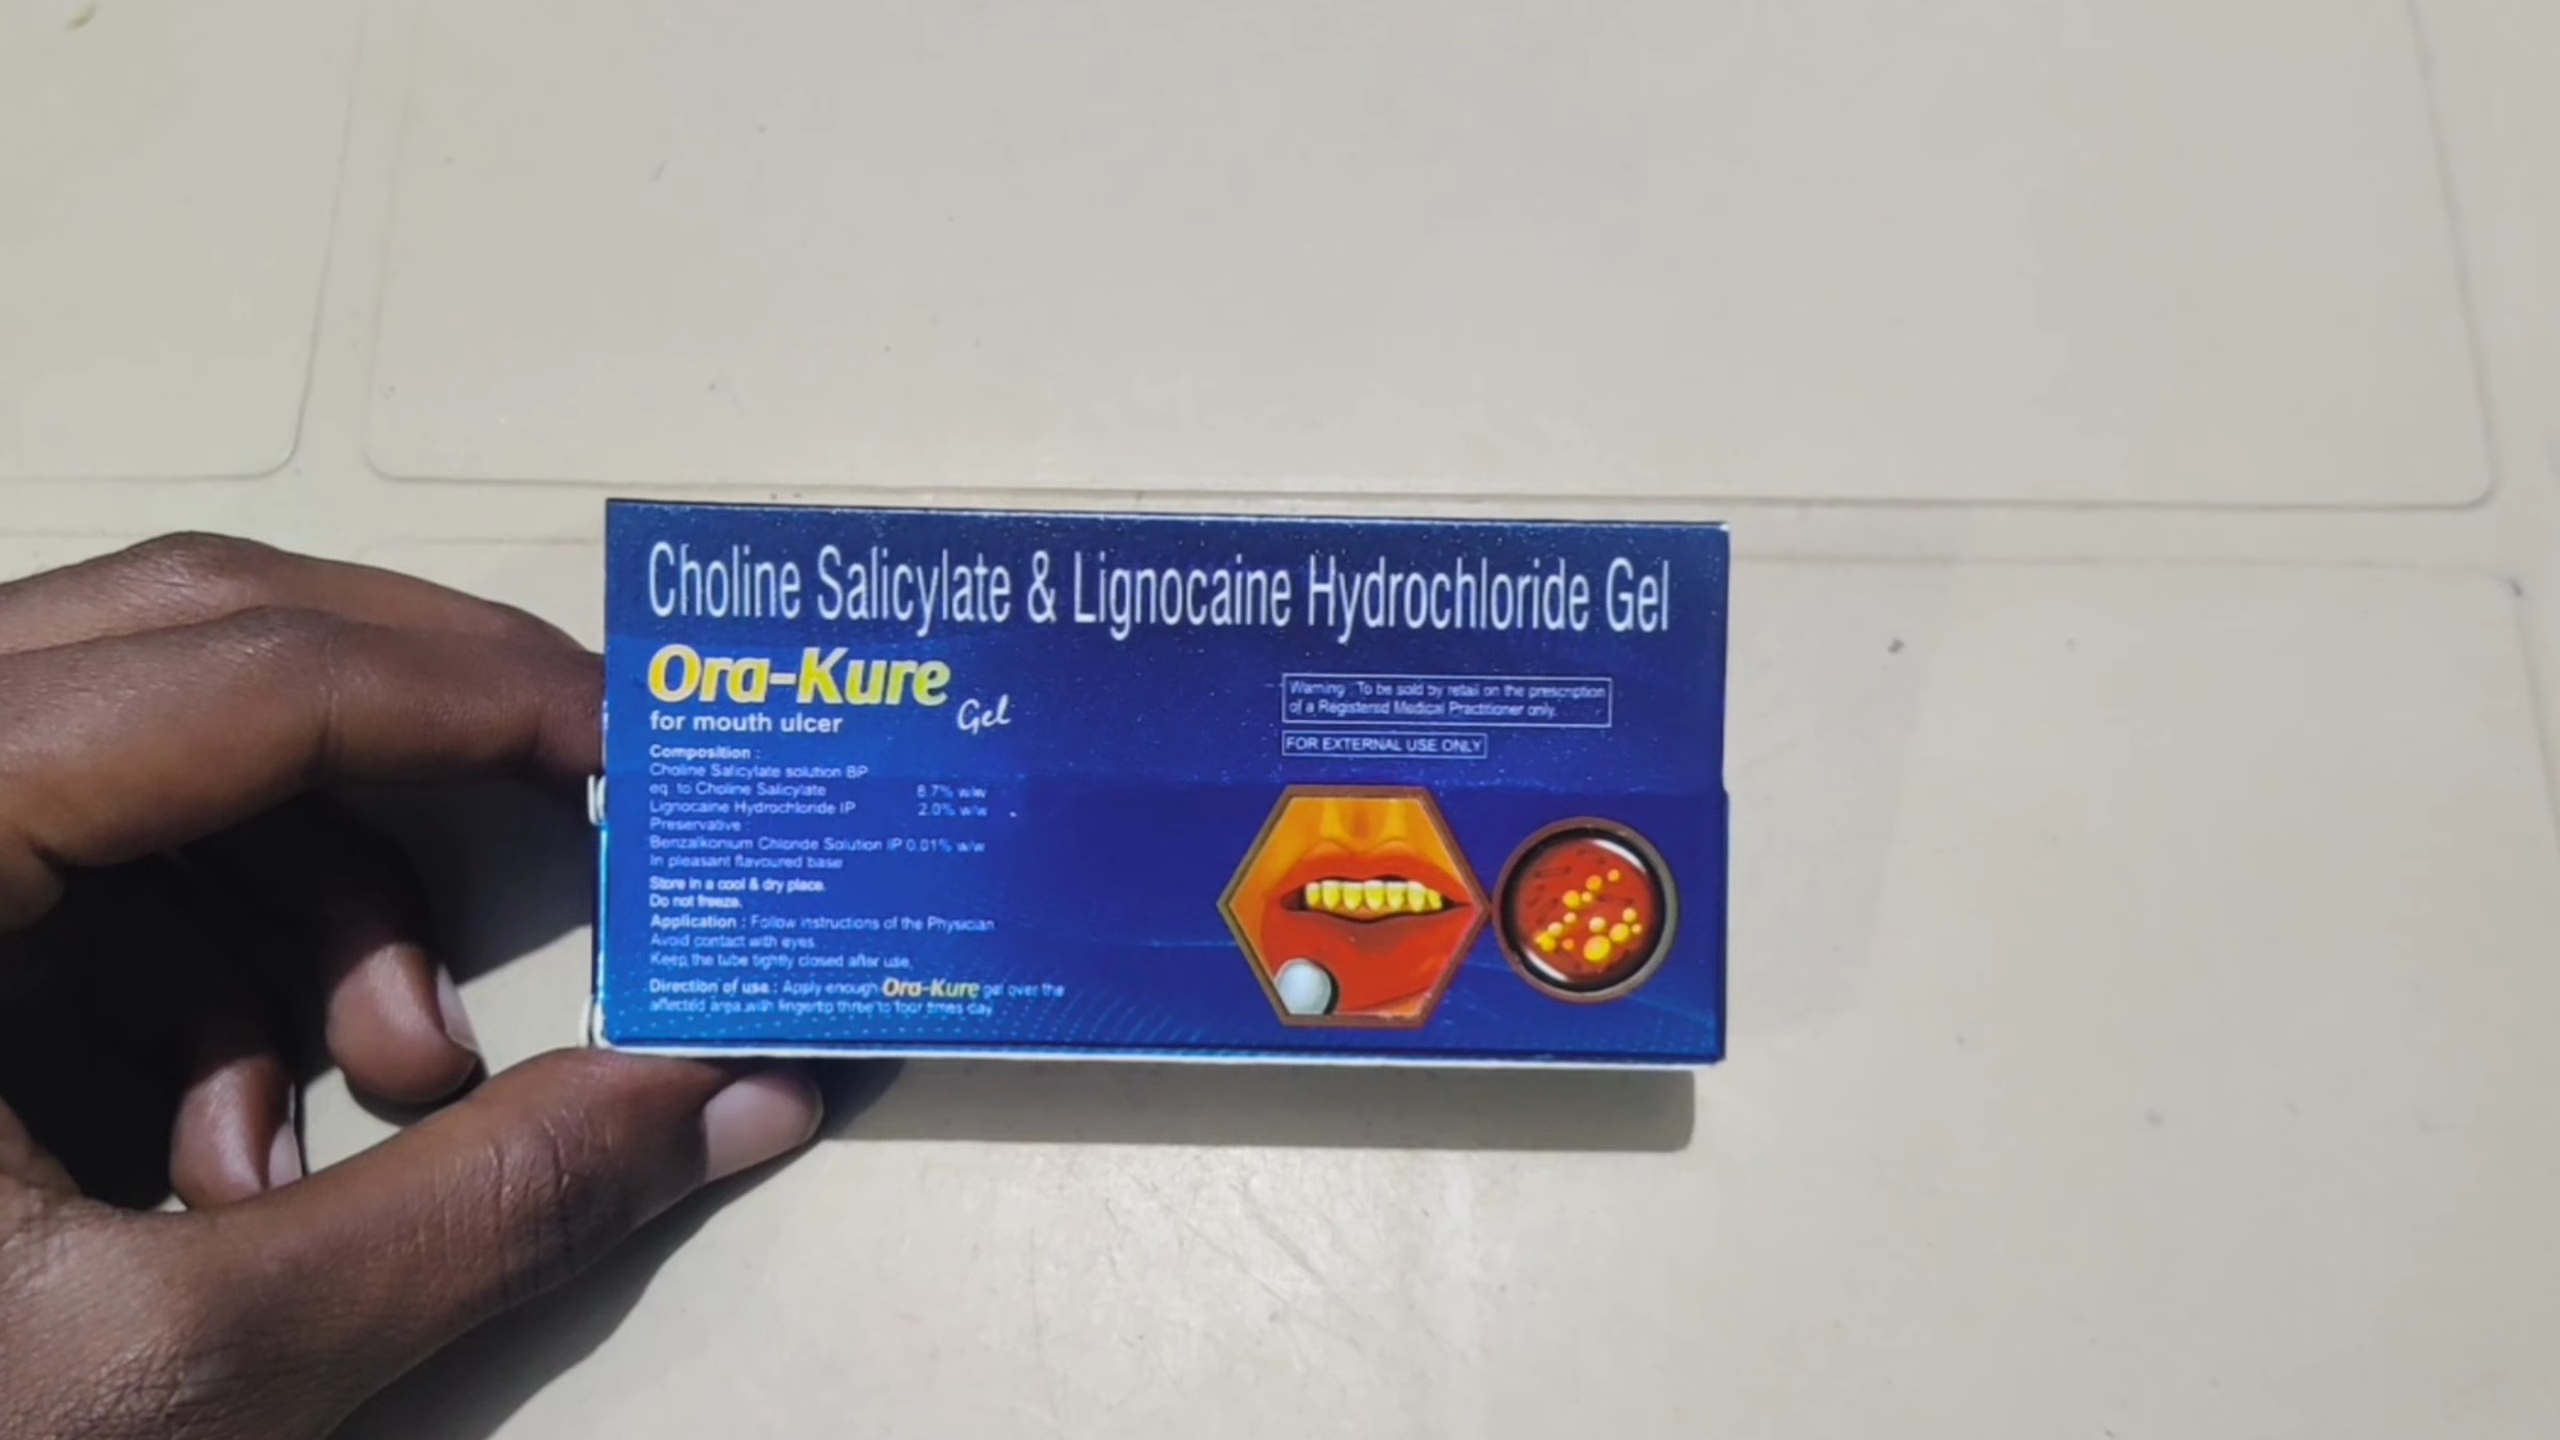 Choline Salicylate & Lignocaine Hydrochloride Gel
Ora-Kure Gel
for mouth ulcer
Composition :
Choline Salicylate solution BP
eq. to Choline Salicylate 8.7% w/w
Lignocaine Hydrochloride IP 2.0% w/w
Preservative :
Benzalkonium Chloride Solution IP 0.01% w/w
In pleasant flavoured base
Store in a cool & dry place.
Do not freeze.
Application : Follow instructions of the Physician
Avoid contact with eyes
Keep the tube tightly closed after use.
Direction of use : Apply enough Ora-Kure gel over the
affected area with fingertip three to four times day
Warning : To be sold by retail on the prescription
of a Registered Medical Practitioner only.
FOR EXTERNAL USE ONLY